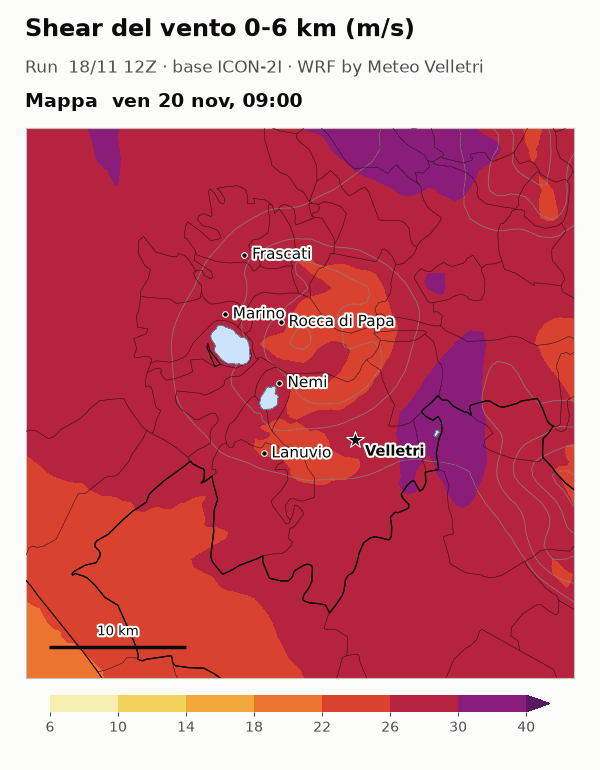 Shear del vento 0-6 km (m/s)
Run  18/11 12Z · base ICON-2I · WRF by Meteo Velletri
Mappa  ven 20 nov, 09:00
Frascati
Marino
Rocca di Papa
Nemi
Velletri
Lanuvio
10 km
6 10 14 18 22 26 30 40